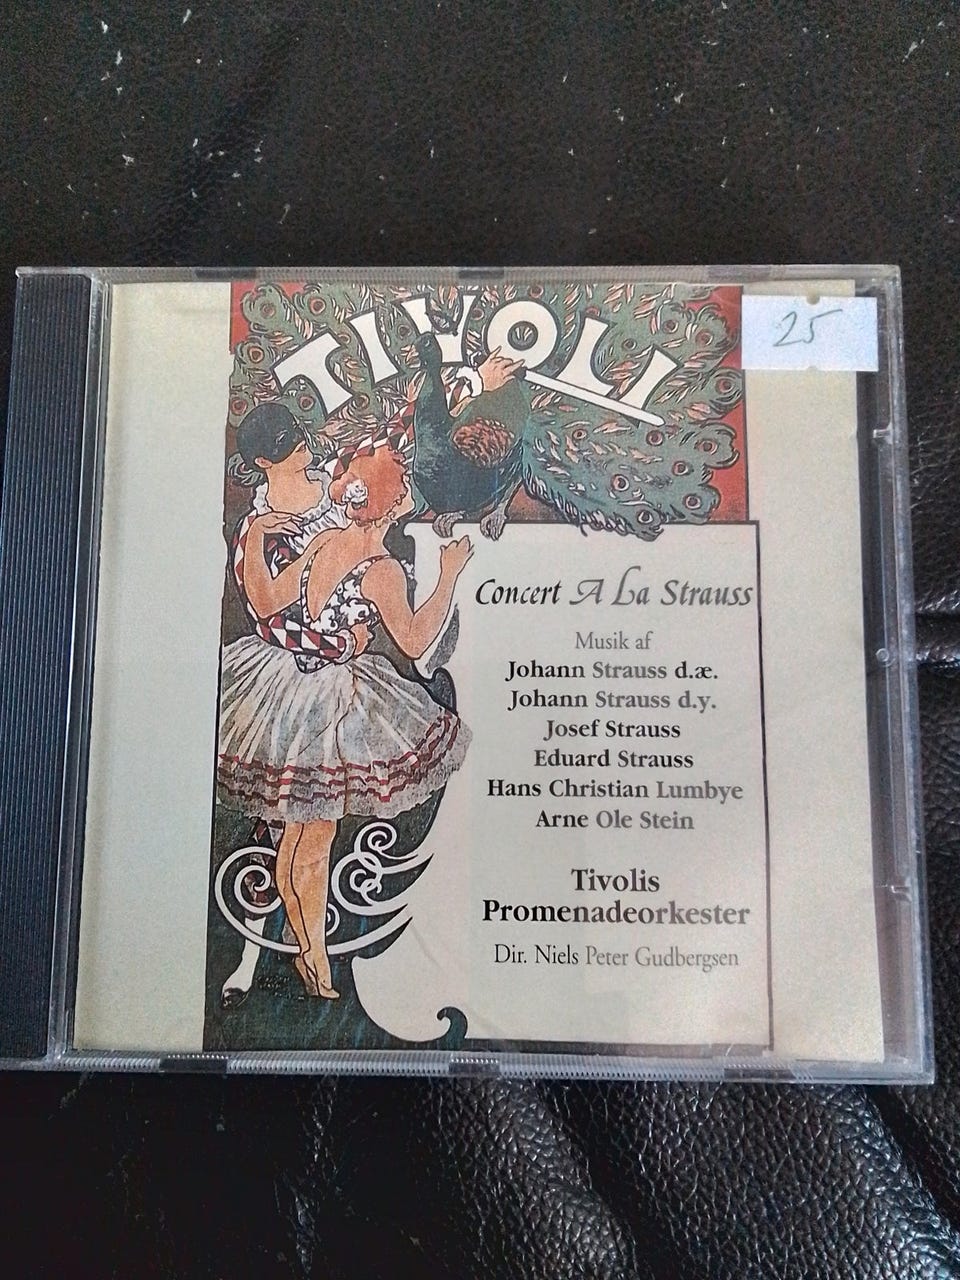 TIVOLI
25
Concert A La Strauss
Musik af
Johann Strauss d.æ.
Johann Strauss d.y.
Josef Strauss
Eduard Strauss
Hans Christian Lumbye
Arne Ole Stein
Tivolis
Promenadeorkester
Dir. Niels Peter Gudbergsen